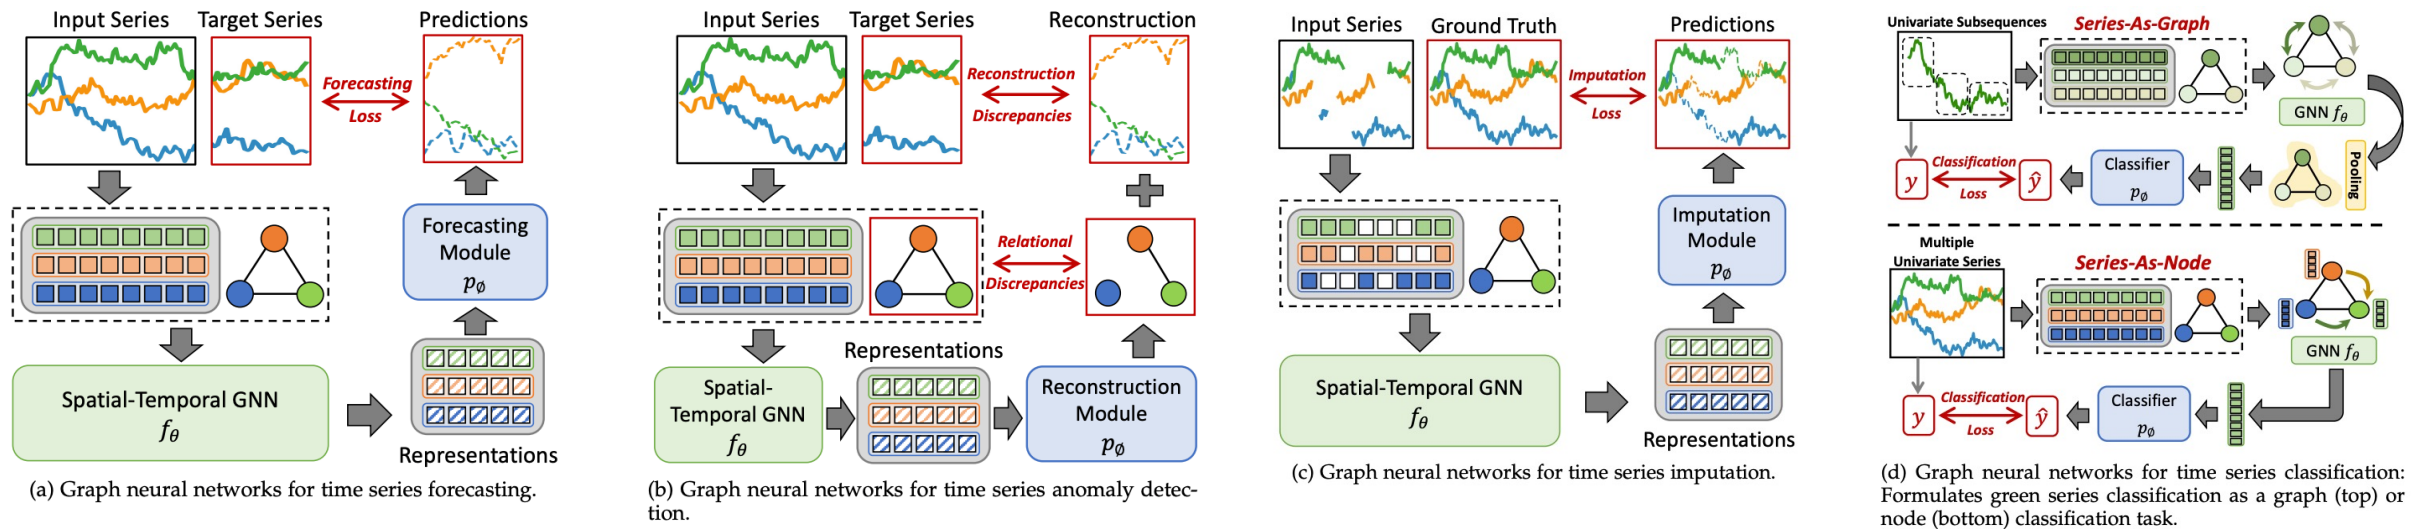 Input Series
Target Series
Predictions
Forecasting
Loss
Forecasting
Module
p∅
Spatial-Temporal GNN
fθ
Representations
(a) Graph neural networks for time series forecasting.
Input Series
Target Series
Reconstruction
Reconstruction
Discrepancies
Relational
Discrepancies
Representations
Spatial-
Temporal GNN
fθ
Reconstruction
Module
p∅
(b) Graph neural networks for time series anomaly detec-
tion.
Input Series
Ground Truth
Predictions
Imputation
Loss
Imputation
Module
p∅
Spatial-Temporal GNN
fθ
Representations
(c) Graph neural networks for time series imputation.
Univariate Subsequences
Series-As-Graph
GNN fθ
Pooling
Classifier
p∅
Classification
Loss
y
ŷ
Multiple
Univariate Series
Series-As-Node
GNN fθ
Classifier
p∅
Classification
Loss
y
ŷ
(d) Graph neural networks for time series classification:
Formulates green series classification as a graph (top) or
node (bottom) classification task.